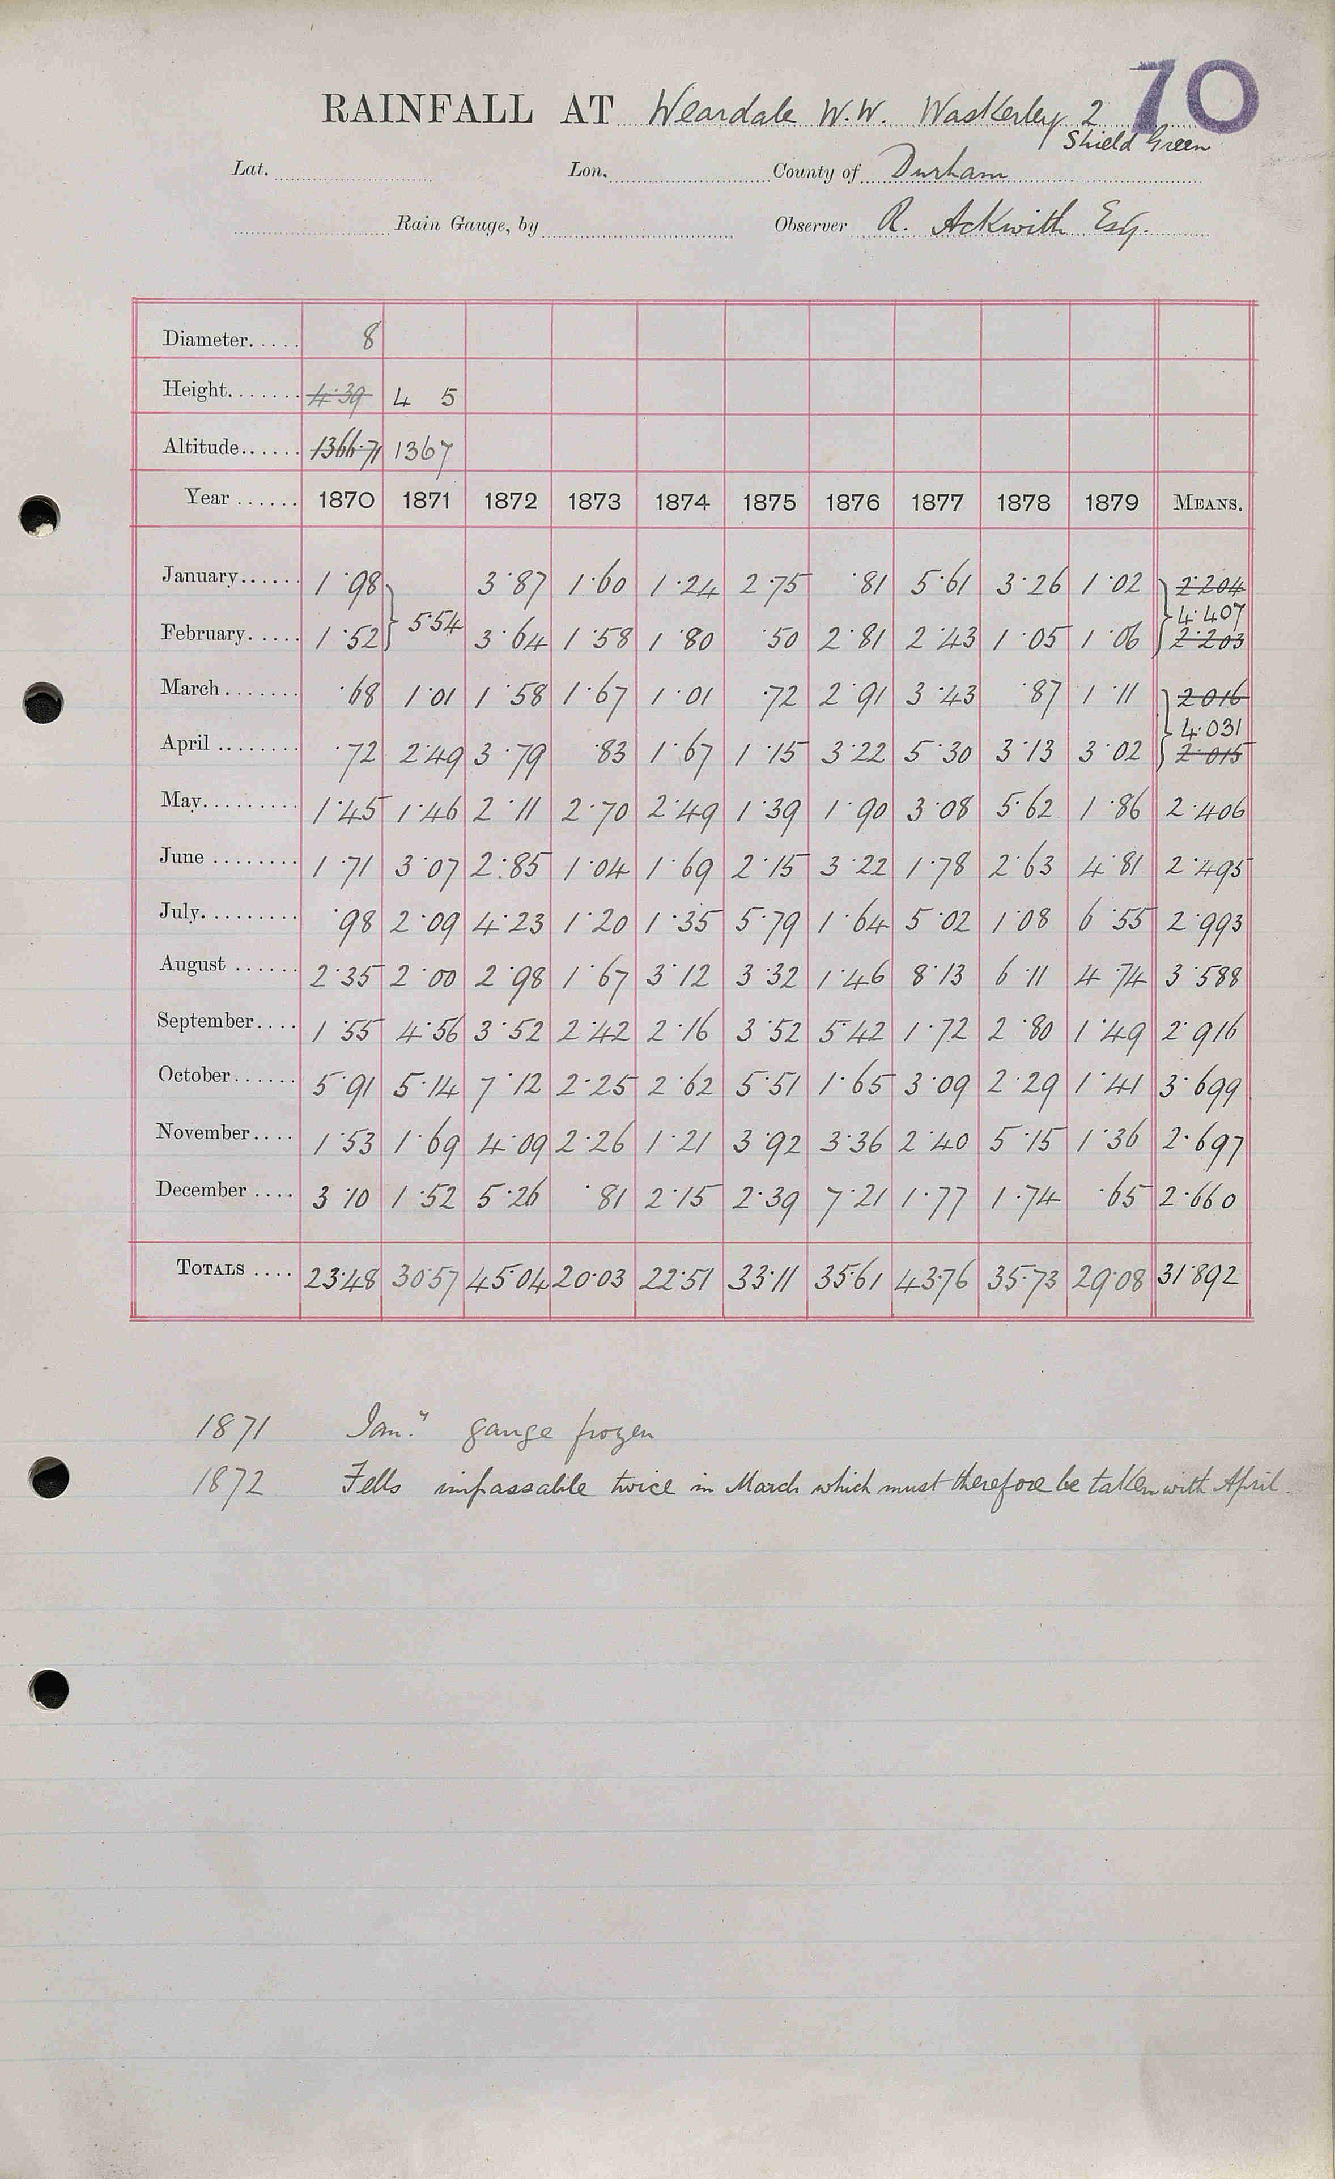 70
RAINFALL AT Weardale W.W. Waskerley 2
Shield Green
Lat. Lon. County of Durham
Rain Gauge, by Observer R. Ackwith Esq.
Diameter 8
Height 4·39 4 5
Altitude 1366·71 1367
Year 1870 1871 1872 1873 1874 1875 1876 1877 1878 1879 MEANS.
January 1·98 3·87 1·60 1·24 2·75 ·81 5·61 3·26 1·02 2·204
5·54 4·407
February 1·52 3·64 1·58 1·80 ·50 2·81 2·43 1·05 1·06 2·203
March ·68 1·01 1·58 1·67 1·01 ·72 2·91 3·43 ·87 1·11 2·016
4·031
April ·72 2·49 3·79 ·83 1·67 1·15 3·22 5·30 3·13 3·02 2·015
May 1·45 1·46 2·11 2·70 2·49 1·39 1·90 3·08 5·62 1·86 2·406
June 1·71 3·07 2·85 1·04 1·69 2·15 3·22 1·78 2·63 4·81 2·495
July ·98 2·09 4·23 1·20 1·35 5·79 1·64 5·02 1·08 6·55 2·993
August 2·35 2·00 2·98 1·67 3·12 3·32 1·46 8·13 6·11 4·74 3·588
September 1·55 4·56 3·52 2·42 2·16 3·52 5·42 1·72 2·80 1·49 2·916
October 5·91 5·14 7·12 2·25 2·62 5·51 1·65 3·09 2·29 1·41 3·699
November 1·53 1·69 4·09 2·26 1·21 3·92 3·36 2·40 5·15 1·36 2·697
December 3·10 1·52 5·26 ·81 2·15 2·39 7·21 1·77 1·74 ·65 2·660
TOTALS 23·48 30·57 45·04 20·03 22·51 33·11 35·61 43·76 35·73 29·08 31·892
1871 Jany. gauge frozen
1872 Fells impassable twice in March which must therefore be taken with April.